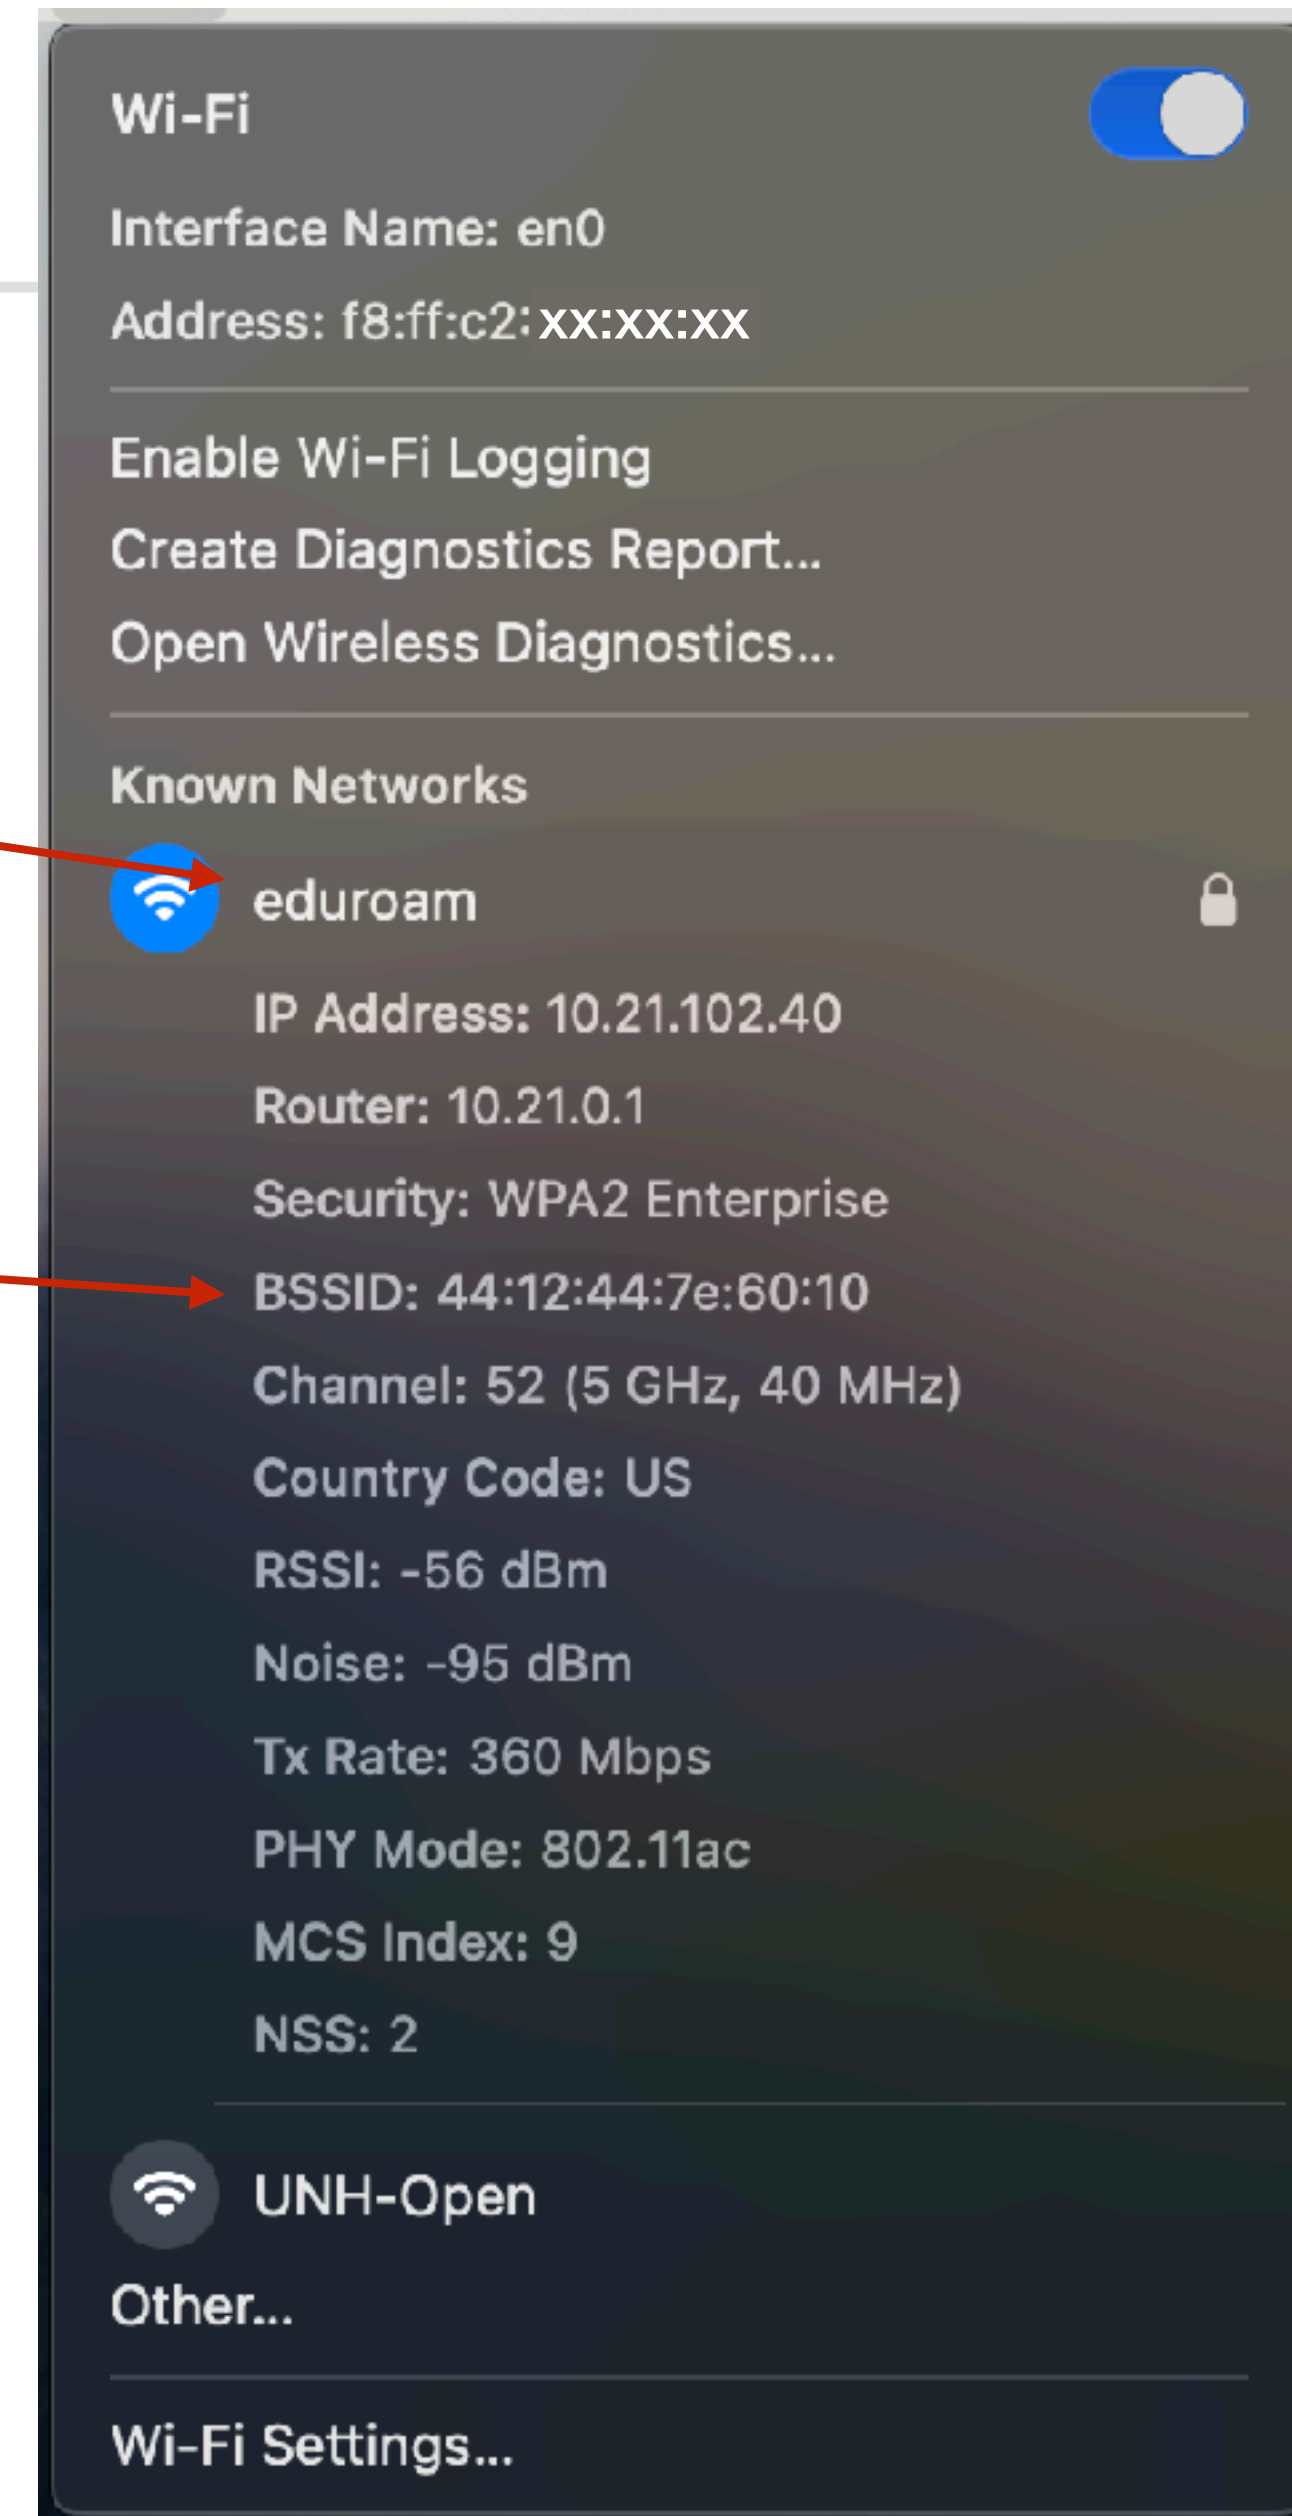 Wi-Fi
Interface Name: en0
Address: f8:ff:c2:xx:xx:xx
Enable Wi-Fi Logging
Create Diagnostics Report...
Open Wireless Diagnostics...
Known Networks
eduroam
IP Address: 10.21.102.40
Router: 10.21.0.1
Security: WPA2 Enterprise
BSSID: 44:12:44:7e:60:10
Channel: 52 (5 GHz, 40 MHz)
Country Code: US
RSSI: -56 dBm
Noise: -95 dBm
Tx Rate: 360 Mbps
PHY Mode: 802.11ac
MCS Index: 9
NSS: 2
UNH-Open
Other...
Wi-Fi Settings...